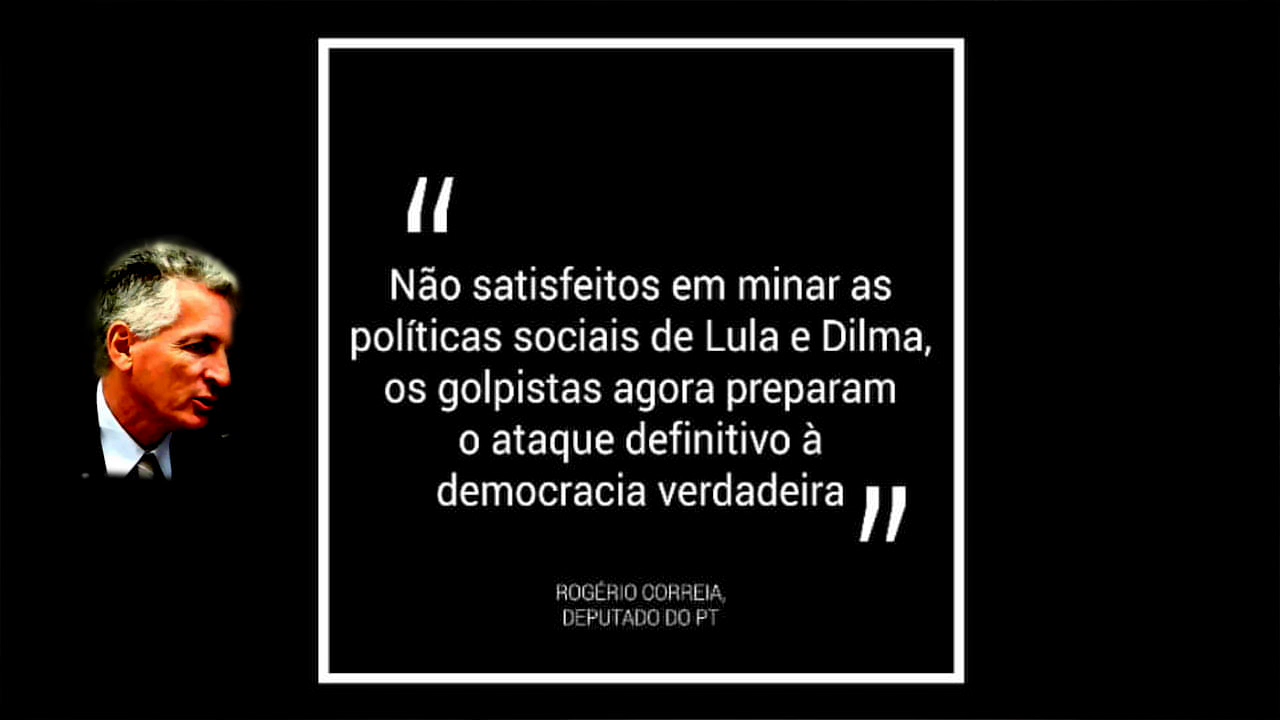 “
Não satisfeitos em minar as
políticas sociais de Lula e Dilma,
os golpistas agora preparam
o ataque definitivo à
democracia verdadeira ”
ROGÉRIO CORREIA,
DEPUTADO DO PT